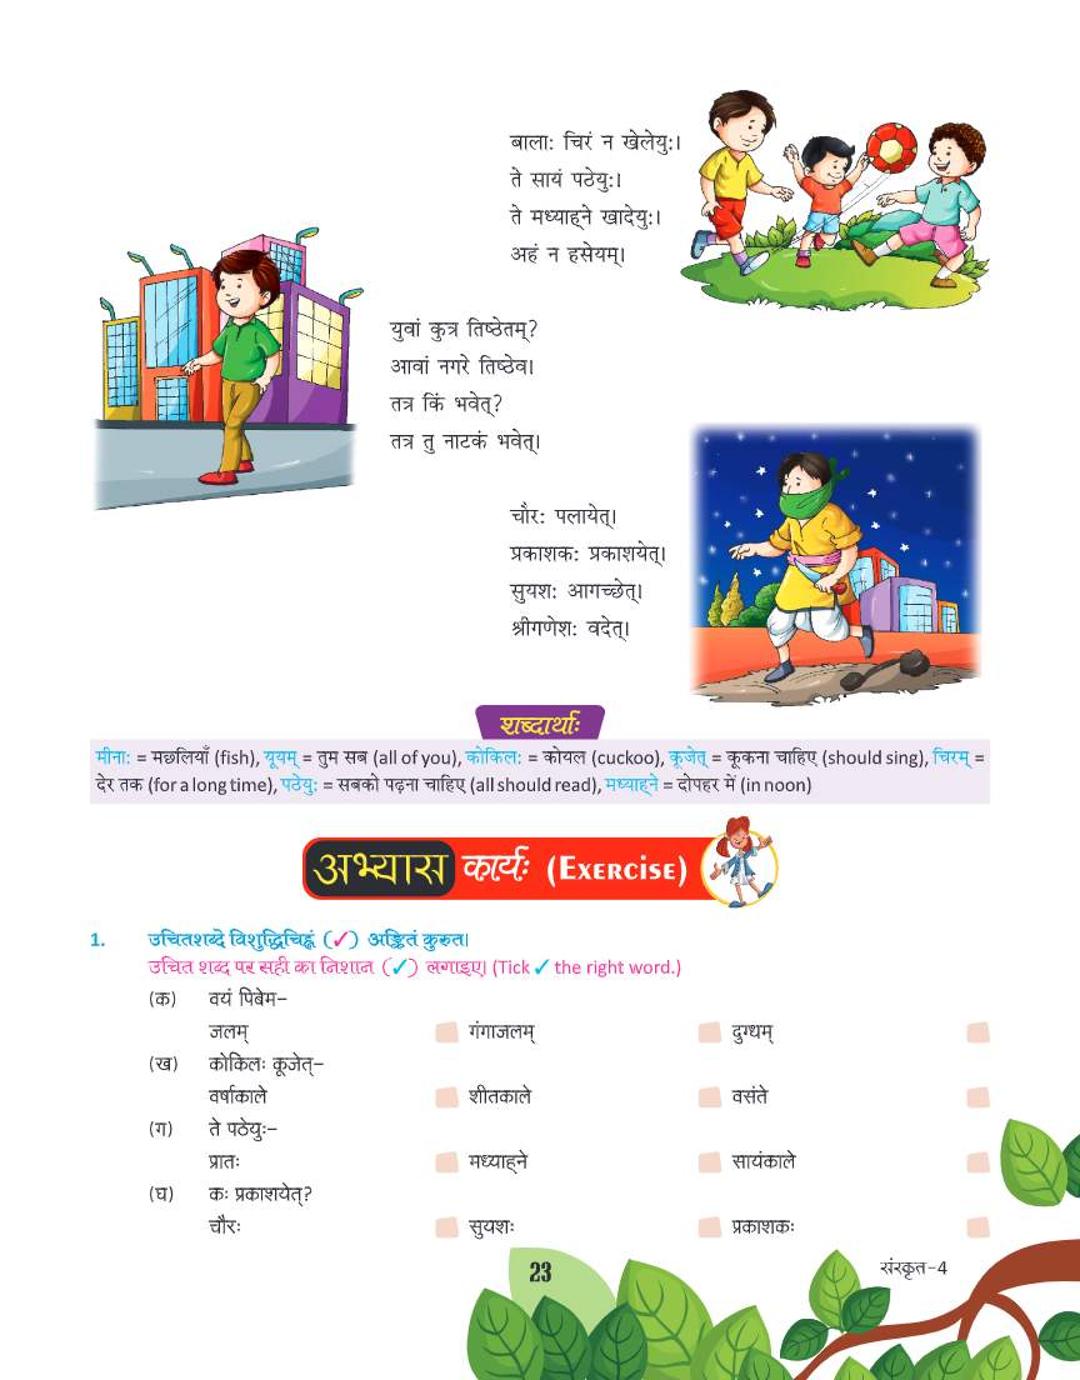 बालाः चिरं न खेलेयुः।
ते सायं पठेयुः।
ते मध्याह्ने खादेयुः।
अहं न हसेयम्।
युवां कुत्र तिष्ठेतम्?
आवां नगरे तिष्ठेव।
तत्र किं भवेत्?
तत्र तु नाटकं भवेत्।
चौरः पलायेत्।
प्रकाशकः प्रकाशयेत्।
सुयशः आगच्छेत्।
श्रीगणेशः वदेत्।
शब्दार्थाः
मीनाः = मछलियाँ (fish), यूयम् = तुम सब (all of you), कोकिलः = कोयल (cuckoo), कूजेत् = कूकना चाहिए (should sing), चिरम् =
देर तक (for a long time), पठेयुः = सबको पढ़ना चाहिए (all should read), मध्याह्ने = दोपहर में (in noon)
अभ्यास कार्यः (EXERCISE)
1. उचितशब्दे विशुद्धिचिह्नं (✓) अङ्कितं कुरुत।
उचित शब्द पर सही का निशान (✓) लगाइए। (Tick ✓ the right word.)
(क) वयं पिबेम–
जलम् गंगाजलम् दुग्धम्
(ख) कोकिलः कूजेत्–
वर्षाकाले शीतकाले वसंते
(ग) ते पठेयुः–
प्रातः मध्याह्ने सायंकाले
(घ) कः प्रकाशयेत्?
चौरः सुयशः प्रकाशकः
23 संस्कृत–4